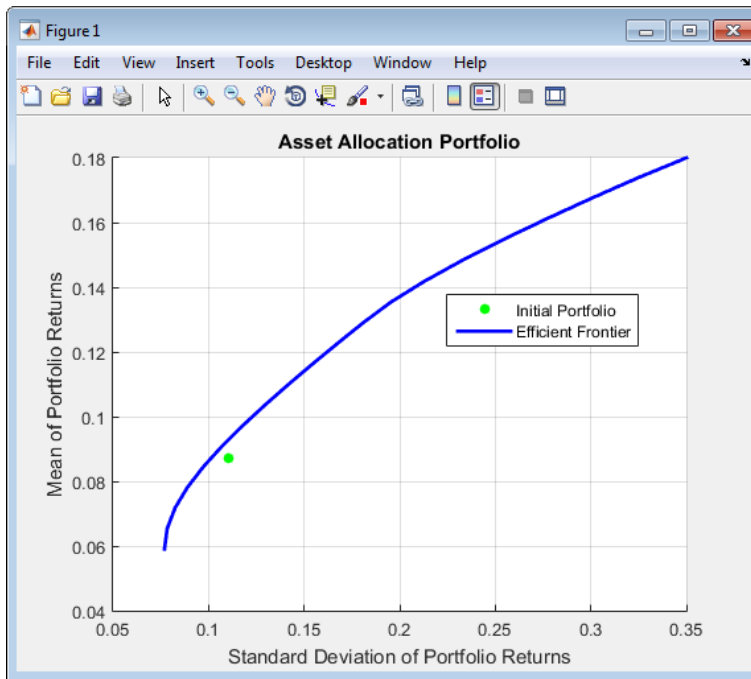 Figure 1
File Edit View Insert Tools Desktop Window Help
Asset Allocation Portfolio
0.18
0.16
0.14
0.12
0.1
0.08
0.06
0.04
Mean of Portfolio Returns
Initial Portfolio
Efficient Frontier
0.05 0.1 0.15 0.2 0.25 0.3 0.35
Standard Deviation of Portfolio Returns